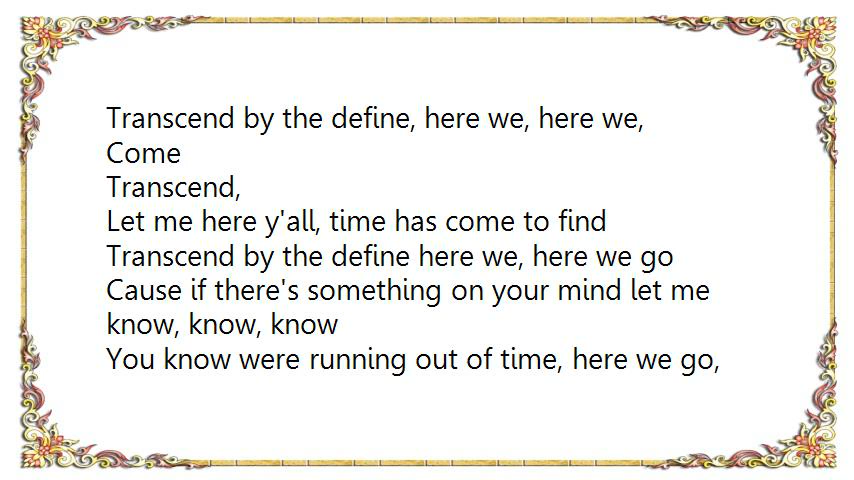 Transcend by the define, here we, here we,
Come
Transcend,
Let me here y'all, time has come to find
Transcend by the define here we, here we go
Cause if there's something on your mind let me
know, know, know
You know were running out of time, here we go,